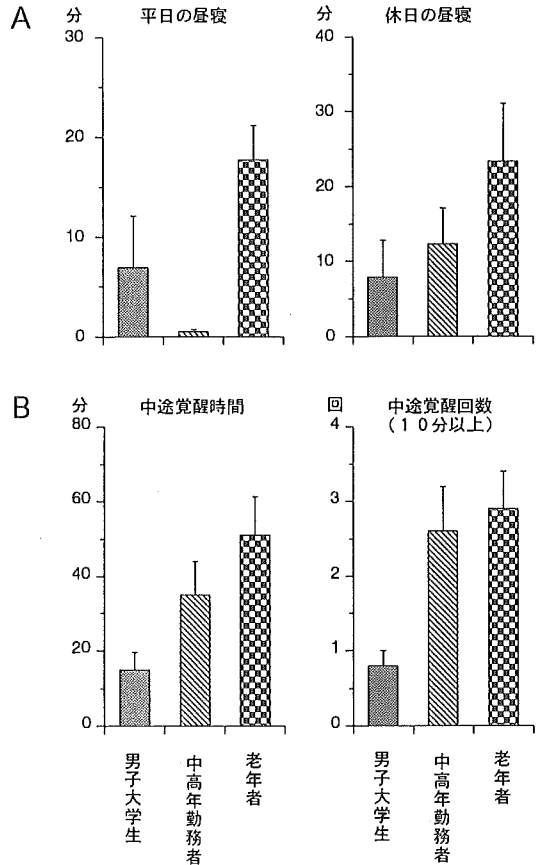 A
分
平日の昼寝
30
20
10
0
分
休日の昼寝
40
30
20
10
0
B
分
中途覚醒時間
80
60
40
20
0
回
中途覚醒回数
(10分以上)
4
3
2
1
0
男子大学生
中高年勤務者
老年者
男子大学生
中高年勤務者
老年者